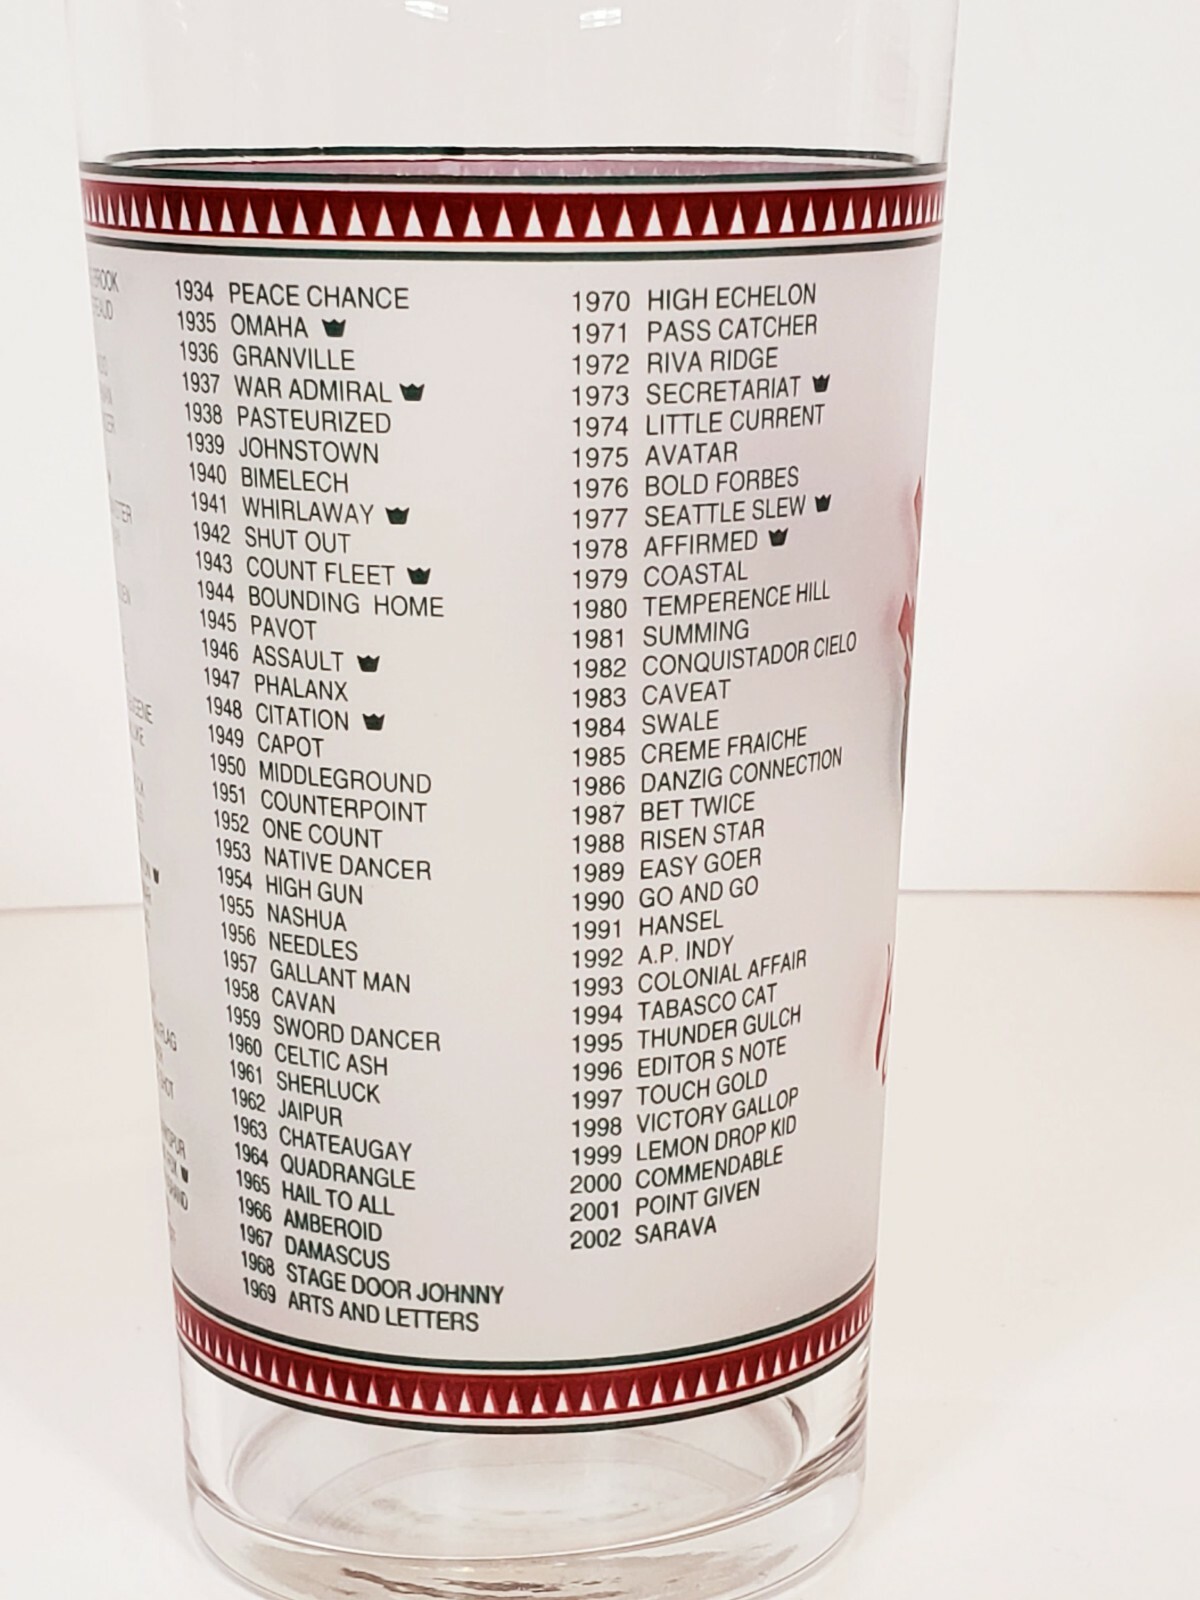 1934 PEACE CHANCE
1935 OMAHA
1936 GRANVILLE
1937 WAR ADMIRAL
1938 PASTEURIZED
1939 JOHNSTOWN
1940 BIMELECH
1941 WHIRLAWAY
1942 SHUT OUT
1943 COUNT FLEET
1944 BOUNDING HOME
1945 PAVOT
1946 ASSAULT
1947 PHALANX
1948 CITATION
1949 CAPOT
1950 MIDDLEGROUND
1951 COUNTERPOINT
1952 ONE COUNT
1953 NATIVE DANCER
1954 HIGH GUN
1955 NASHUA
1956 NEEDLES
1957 GALLANT MAN
1958 CAVAN
1959 SWORD DANCER
1960 CELTIC ASH
1961 SHERLUCK
1962 JAIPUR
1963 CHATEAUGAY
1964 QUADRANGLE
1965 HAIL TO ALL
1966 AMBEROID
1967 DAMASCUS
1968 STAGE DOOR JOHNNY
1969 ARTS AND LETTERS
1970 HIGH ECHELON
1971 PASS CATCHER
1972 RIVA RIDGE
1973 SECRETARIAT
1974 LITTLE CURRENT
1975 AVATAR
1976 BOLD FORBES
1977 SEATTLE SLEW
1978 AFFIRMED
1979 COASTAL
1980 TEMPERENCE HILL
1981 SUMMING
1982 CONQUISTADOR CIELO
1983 CAVEAT
1984 SWALE
1985 CREME FRAICHE
1986 DANZIG CONNECTION
1987 BET TWICE
1988 RISEN STAR
1989 EASY GOER
1990 GO AND GO
1991 HANSEL
1992 A.P. INDY
1993 COLONIAL AFFAIR
1994 TABASCO CAT
1995 THUNDER GULCH
1996 EDITOR S NOTE
1997 TOUCH GOLD
1998 VICTORY GALLOP
1999 LEMON DROP KID
2000 COMMENDABLE
2001 POINT GIVEN
2002 SARAVA